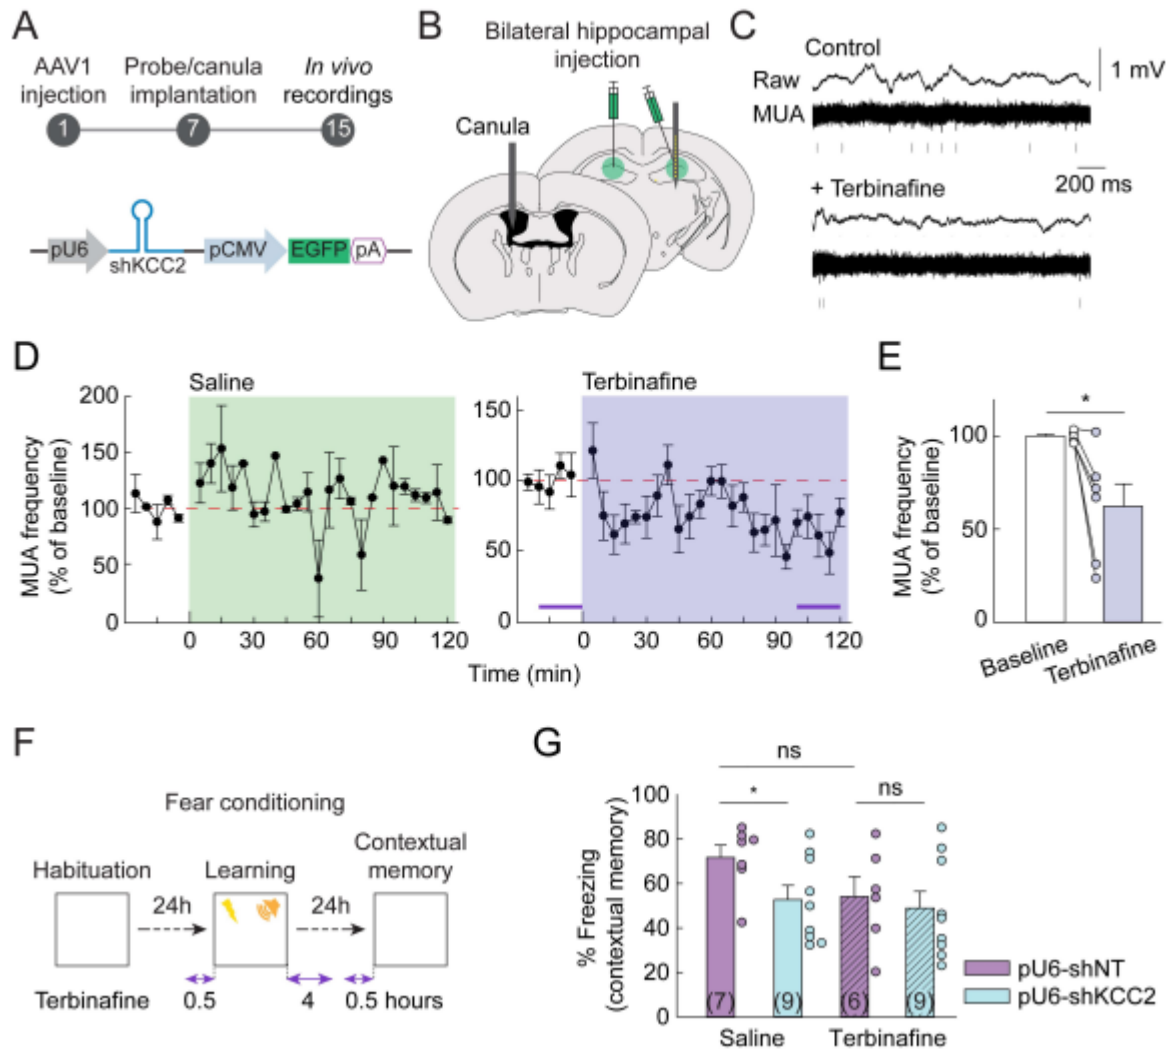 A
AAV1
injection
Probe/canula
implantation
In vivo
recordings
1
7
15
pU6
shKCC2
pCMV
EGFP
pA
B
Bilateral hippocampal
injection
Canula
C
Control
Raw
MUA
1 mV
200 ms
+ Terbinafine
D
MUA frequency
(% of baseline)
Saline
200
150
100
50
0
0
30
60
90
120
Terbinafine
150
100
50
0
0
30
60
90
120
Time (min)
E
MUA frequency
(% of baseline)
*
100
50
0
Baseline
Terbinafine
F
Fear conditioning
Habituation
Learning
Contextual
memory
24h
24h
Terbinafine
0.5
4
0.5 hours
G
% Freezing
(contextual memory)
ns
*
ns
100
80
60
40
20
0
(7)
(9)
(6)
(9)
Saline
Terbinafine
pU6-shNT
pU6-shKCC2